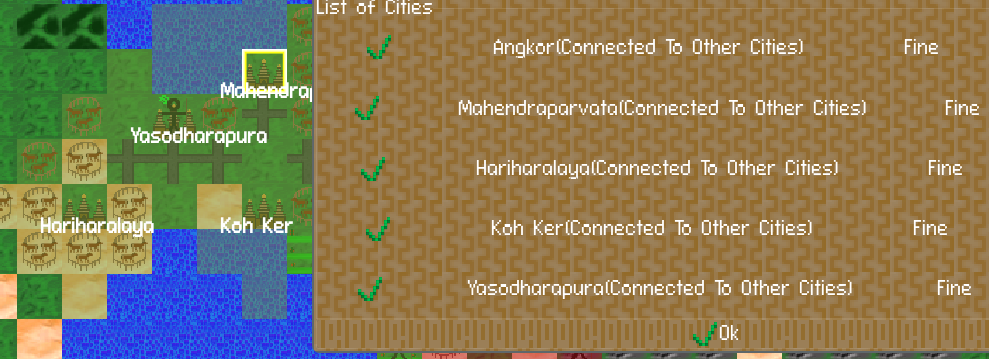 List of Cities
Angkor(Connected To Other Cities) Fine
Mahendraparvata(Connected To Other Cities) Fine
Hariharalaya(Connected To Other Cities) Fine
Koh Ker(Connected To Other Cities) Fine
Yasodharapura(Connected To Other Cities) Fine
Ok
Mahendrap
Yasodharapura
Hariharalaya
Koh Ker